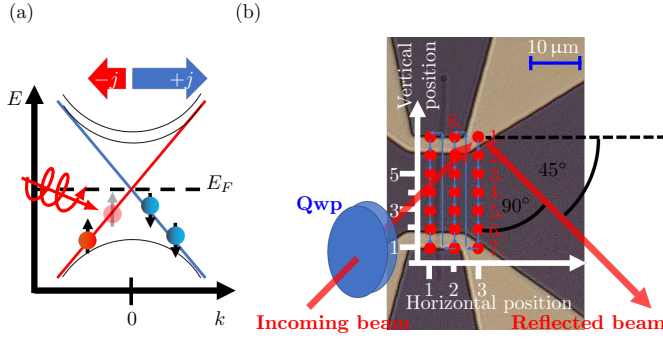 (a)
(b)
−j
+j
E
E_F
0
k
10 µm
Vertical
position
5
3
1
Qwp
45°
90°
1 2 3
Horizontal position
Incoming beam
Reflected beam